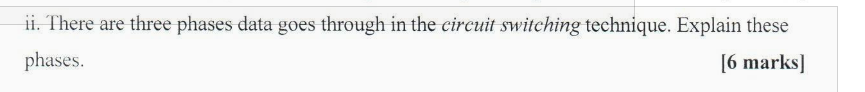 ii. There are three phases data goes through in the circuit switching technique. Explain these
phases. [6 marks]